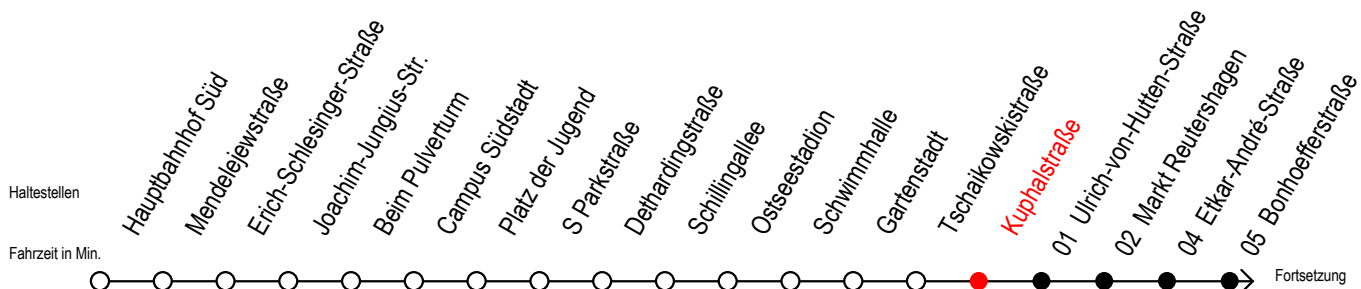 Haltestellen
Hauptbahnhof Süd
Mendelejewstraße
Erich-Schlesinger-Straße
Joachim-Jungius-Str.
Beim Pulverturm
Campus Südstadt
Platz der Jugend
S Parkstraße
Dethardingstraße
Schillingallee
Ostseestadion
Schwimmhalle
Gartenstadt
Tschaikowskistraße
Kuphalstraße
01 Ulrich-von-Hutten-Straße
02 Markt Reutershagen
04 Etkar-André-Straße
05 Bonhoefferstraße
Fahrzeit in Min.
Fortsetzung